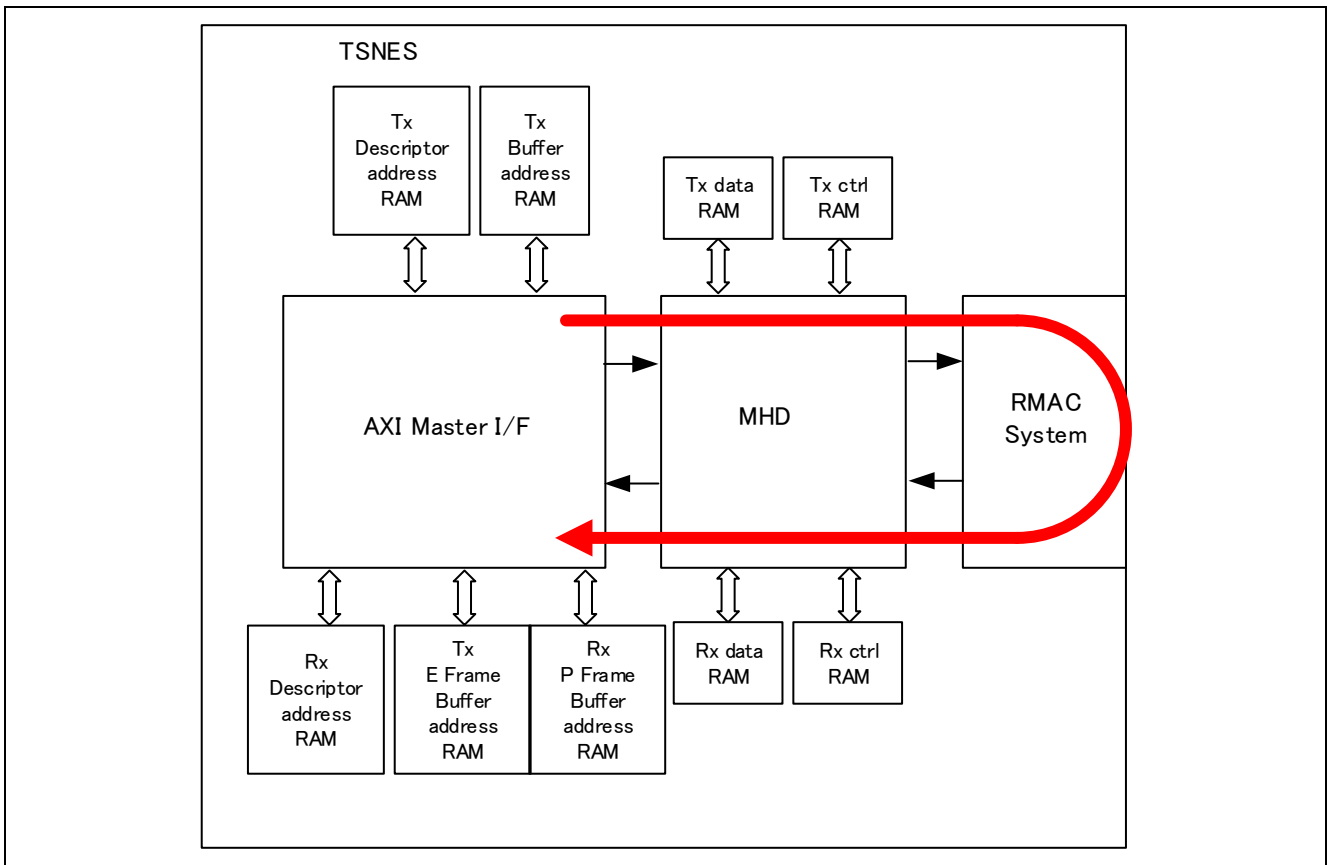 TSNES
Tx
Descriptor
address
RAM
Tx
Buffer
address
RAM
Tx data
RAM
Tx ctrl
RAM
AXI Master I/F
MHD
RMAC
System
Rx
Descriptor
address
RAM
Tx
E Frame
Buffer
address
RAM
Rx
P Frame
Buffer
address
RAM
Rx data
RAM
Rx ctrl
RAM